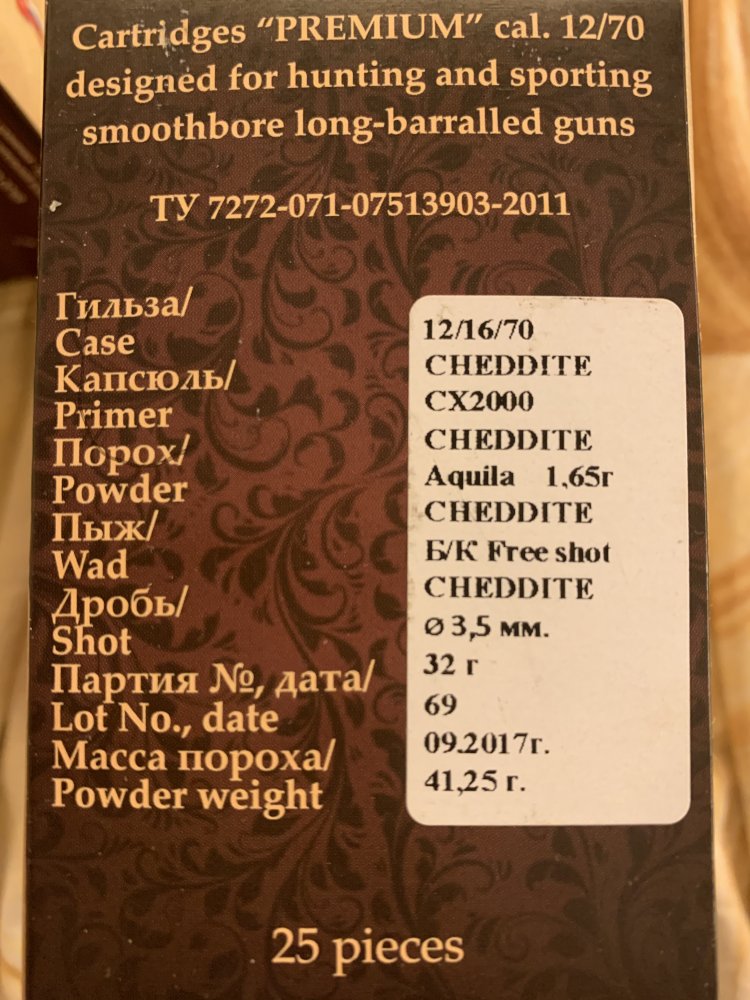 Cartridges “PREMIUM” cal. 12/70
designed for hunting and sporting
smoothbore long-barralled guns
ТУ 7272-071-07513903-2011
Гильза/
Case
Капсюль/
Primer
Порох/
Powder
Пыж/
Wad
Дробь/
Shot
Партия №, дата/
Lot No., date
Масса пороха/
Powder weight
12/16/70
CHEDDITE
CX2000
CHEDDITE
Aquila 1,65г
CHEDDITE
Б/К Free shot
CHEDDITE
⌀ 3,5 мм.
32 г
69
09.2017г.
41,25 г.
25 pieces